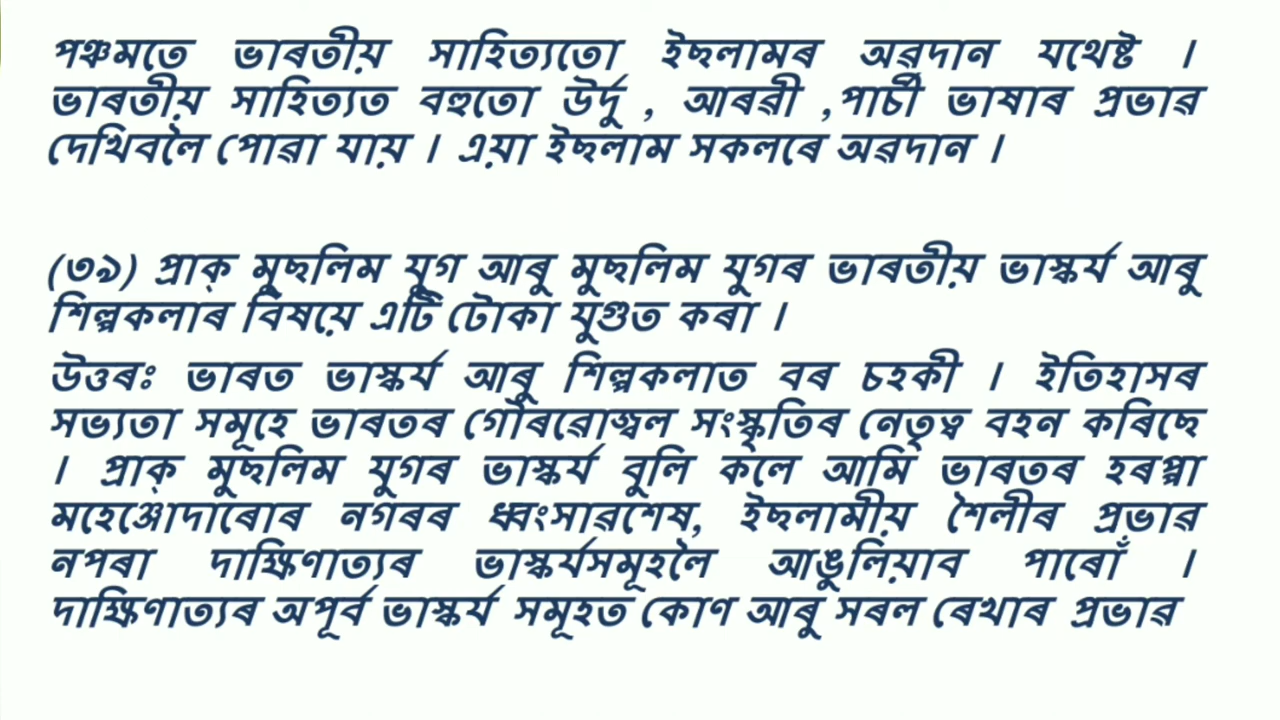 পঞ্চমতে ভাৰতীয় সাহিত্যতো ইছলামৰ অৱদান যথেষ্ট ।
ভাৰতীয় সাহিত্যত বহুতো উৰ্দু , আৰৱী ,পাৰ্চী ভাষাৰ প্ৰভাৱ
দেখিবলৈ পোৱা যায় । এয়া ইছলাম সকলৰে অৱদান ।
(৩৯) প্ৰাক্ মুছলিম যুগ আৰু মুছলিম যুগৰ ভাৰতীয় ভাস্কৰ্য আৰু
শিল্পকলাৰ বিষয়ে এটি টোকা যুগুত কৰা ।
উত্তৰঃ ভাৰত ভাস্কৰ্য আৰু শিল্পকলাত বৰ চহকী । ইতিহাসৰ
সভ্যতা সমূহে ভাৰতৰ গৌৰৱোজ্বল সংস্কৃতিৰ নেতৃত্ব বহন কৰিছে
। প্ৰাক্ মুছলিম যুগৰ ভাস্কৰ্য বুলি কলে আমি ভাৰতৰ হৰপ্পা
মহেঞ্জোদাৰোৰ নগৰৰ ধ্বংসাৱশেষ, ইছলামীয় শৈলীৰ প্ৰভাৱ
নপৰা দাক্ষিণাত্যৰ ভাস্কৰ্যসমূহলৈ আঙুলিয়াব পাৰোঁ ।
দাক্ষিণাত্যৰ অপূৰ্ব ভাস্কৰ্য সমূহত কোণ আৰু সৰল ৰেখাৰ প্ৰভাৱ